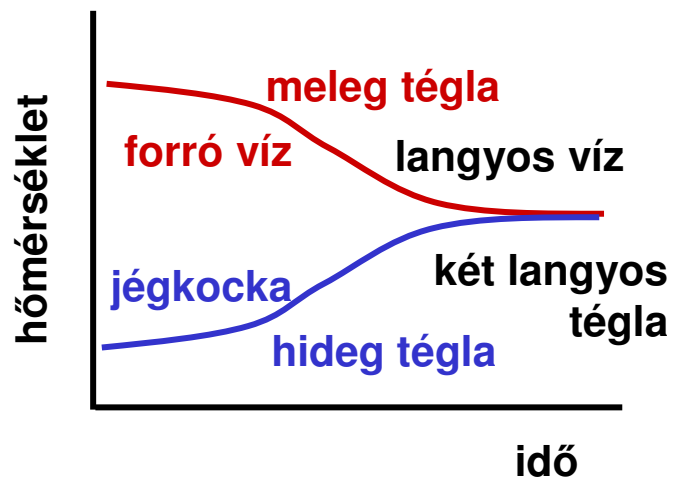 hőmérséklet
meleg tégla
forró víz
langyos víz
jégkocka
két langyos
tégla
hideg tégla
idő